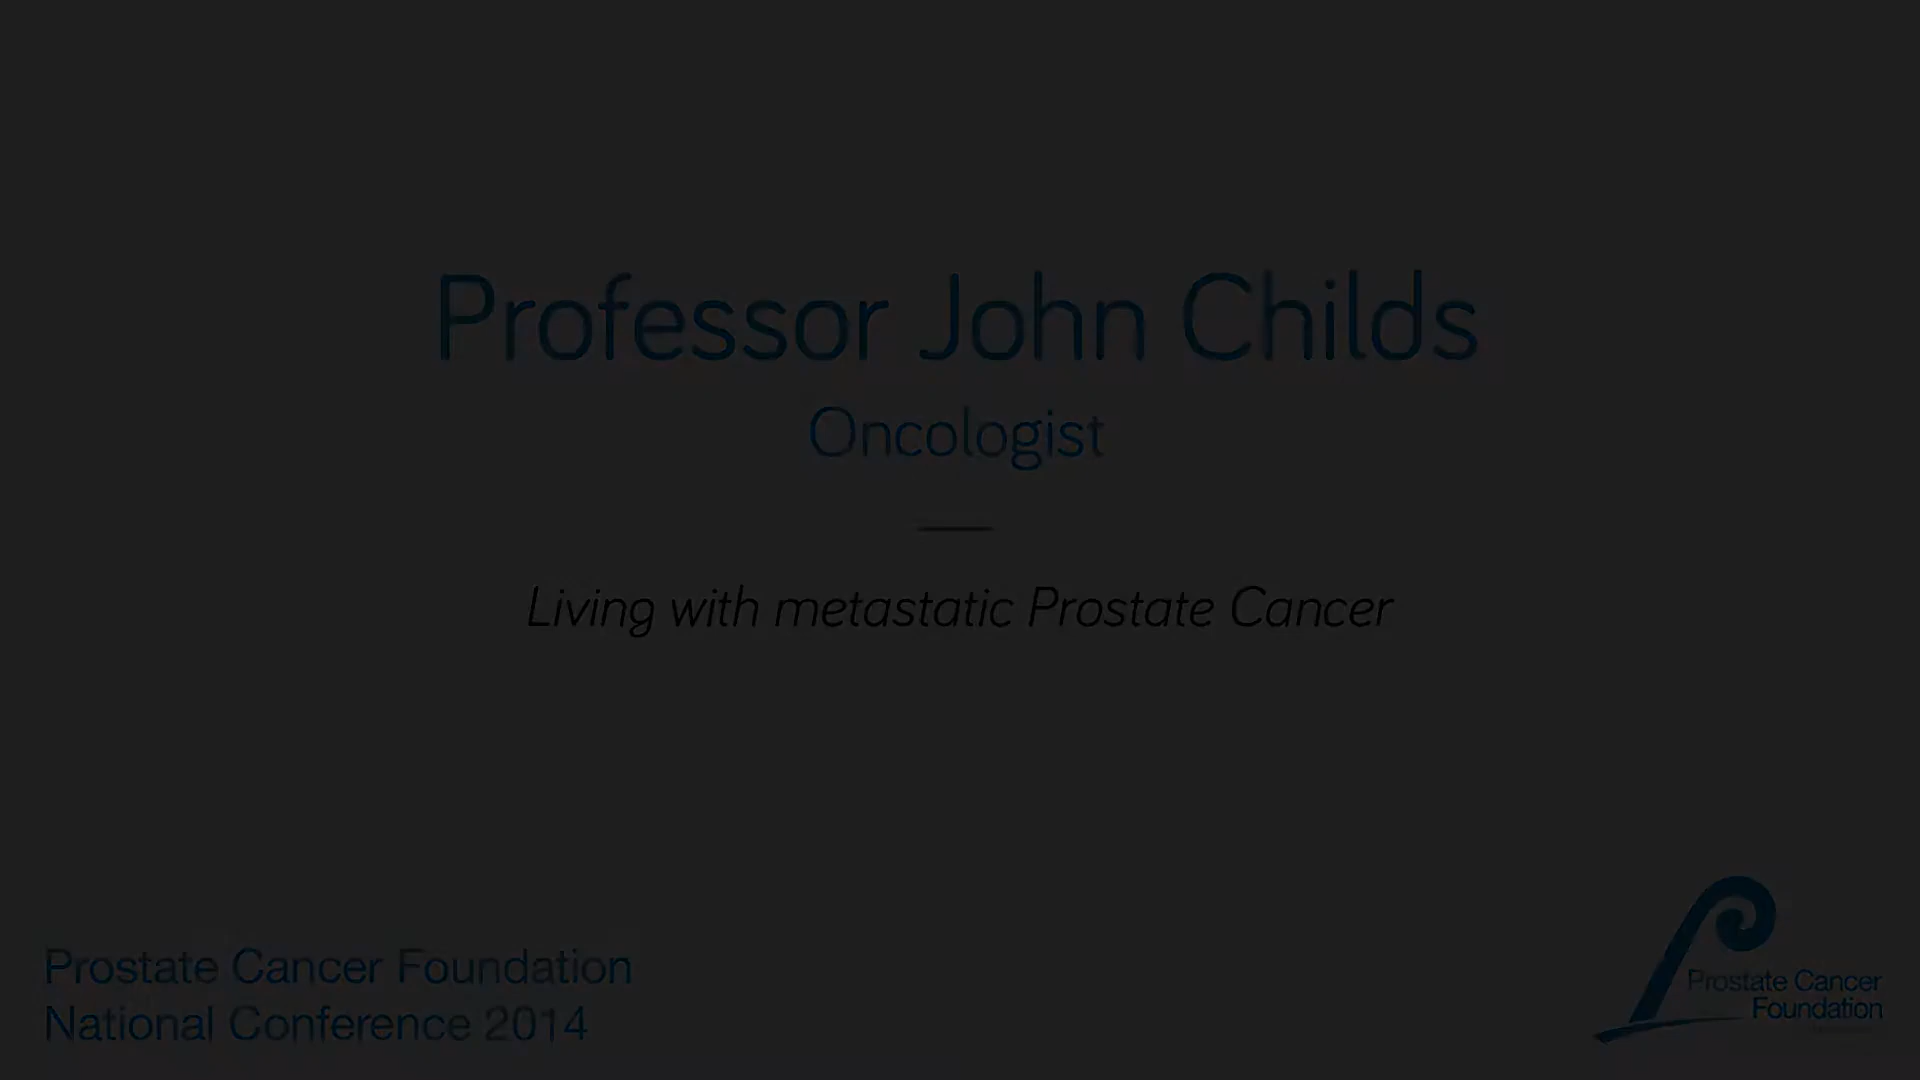 Professor John Childs
Oncologist
Living with metastatic Prostate Cancer
Prostate Cancer Foundation
National Conference 2014
Prostate Cancer
Foundation